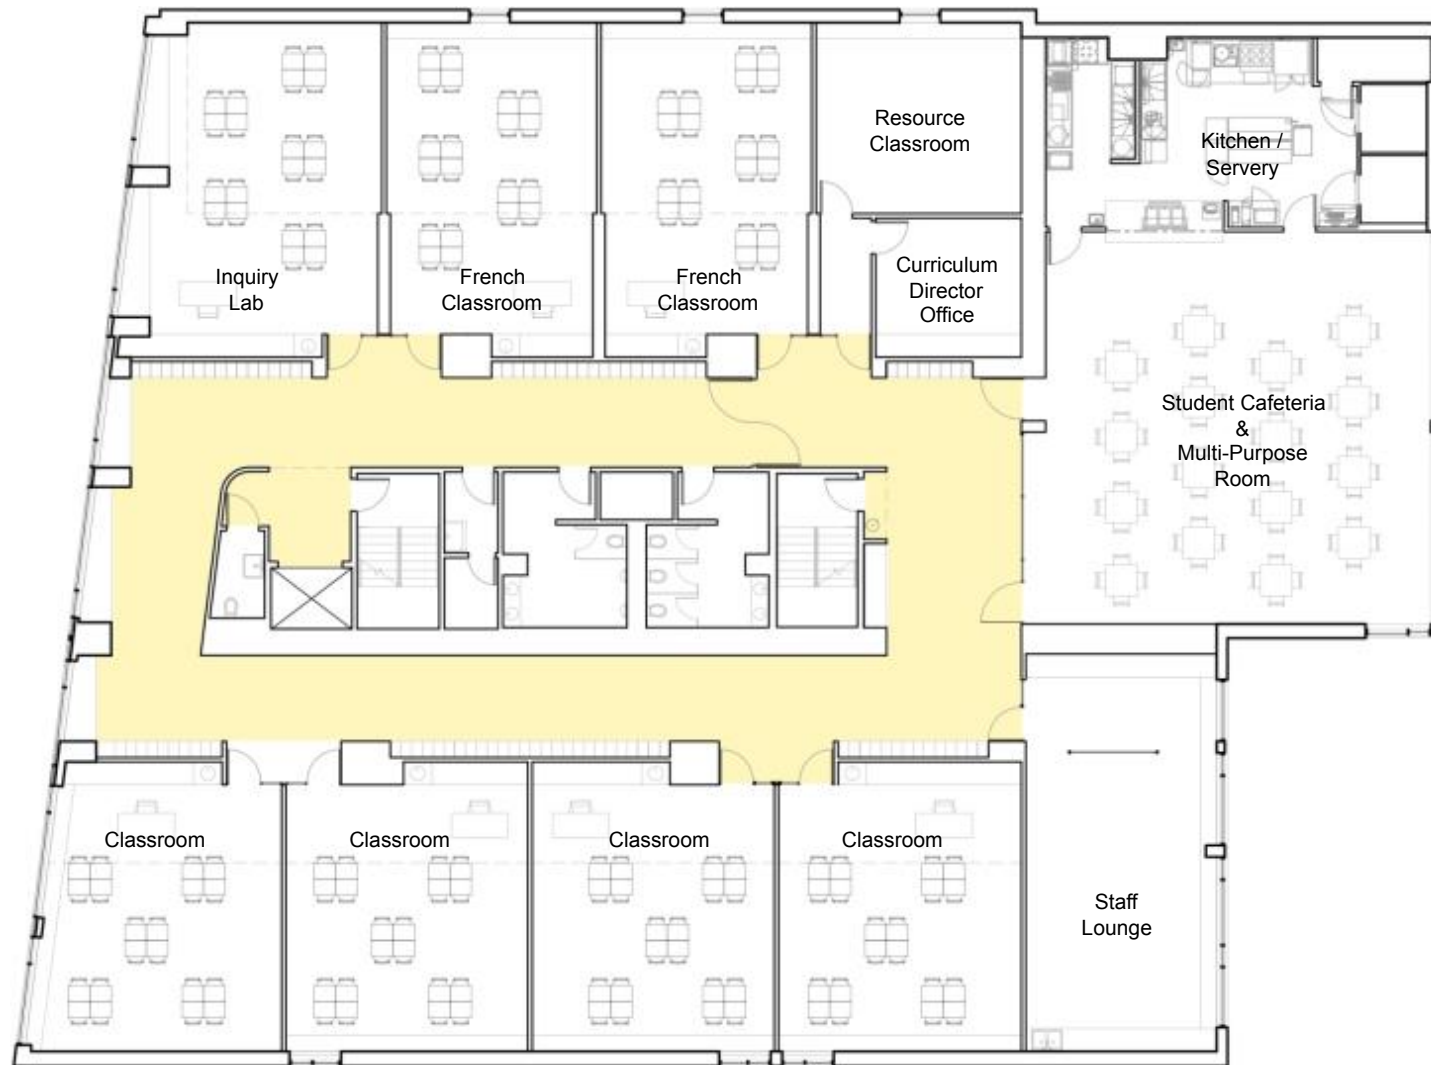 Resource
Classroom
Kitchen /
Servery
Inquiry
Lab
French
Classroom
French
Classroom
Curriculum
Director
Office
Student Cafeteria
&
Multi-Purpose
Room
Classroom
Classroom
Classroom
Classroom
Staff
Lounge